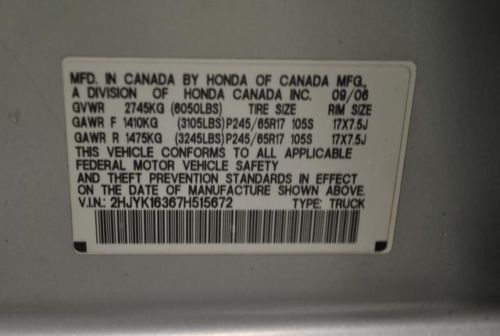 MFD. IN CANADA BY HONDA OF CANADA MFG.,
A DIVISION OF HONDA CANADA INC. 09/06
GVWR 2745KG (6050LBS) TIRE SIZE RIM SIZE
GAWR F 1410KG (3105LBS) P245/65R17 105S 17X7.5J
GAWR R 1475KG (3245LBS) P245/65R17 105S 17X7.5J
THIS VEHICLE CONFORMS TO ALL APPLICABLE
FEDERAL MOTOR VEHICLE SAFETY
AND THEFT PREVENTION STANDARDS IN EFFECT
ON THE DATE OF MANUFACTURE SHOWN ABOVE.
V.I.N.: 2HJYK16367H515672 TYPE: TRUCK